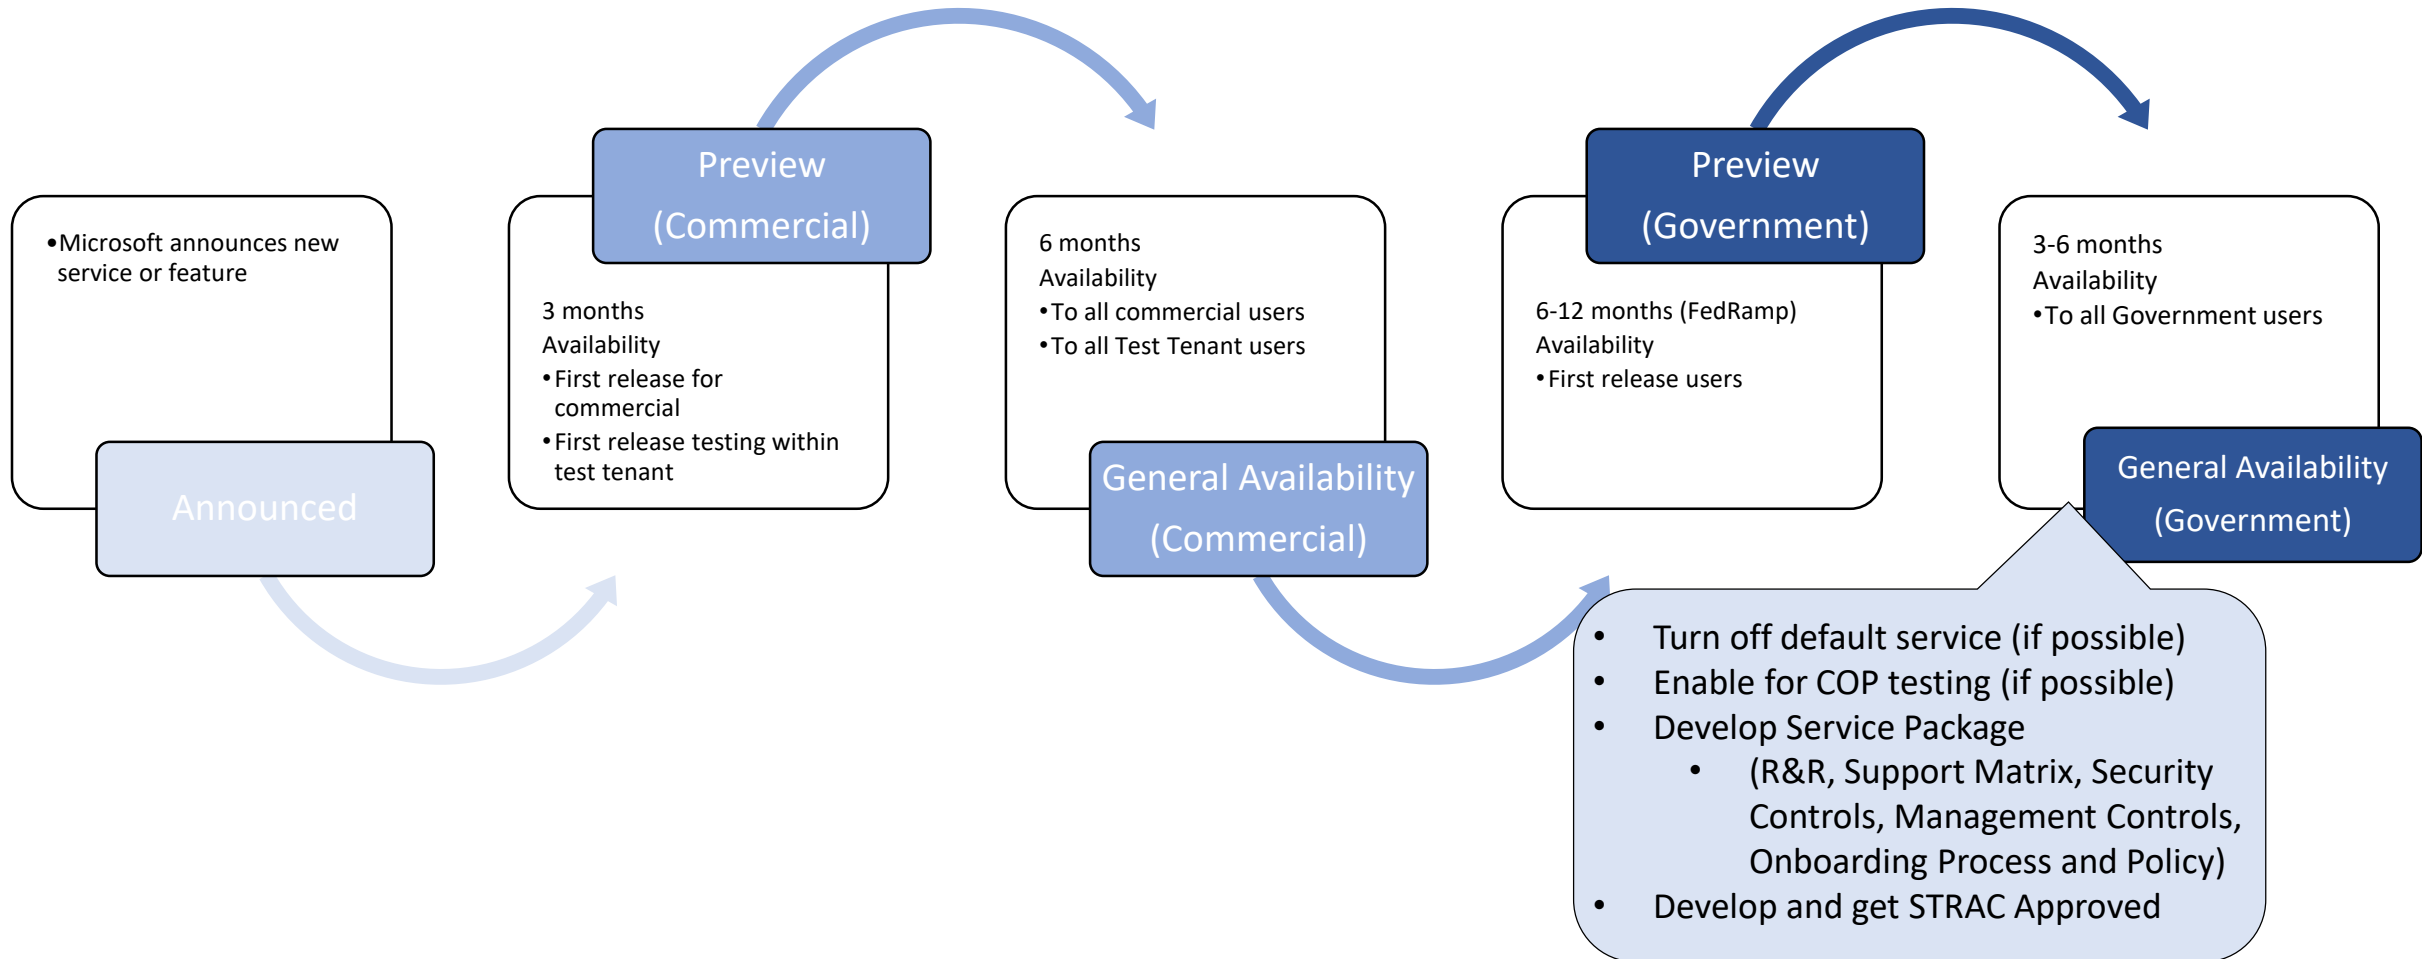 •Microsoft announces new
service or feature
Announced
Preview
(Commercial)
3 months
Availability
•First release for
commercial
•First release testing within
test tenant
6 months
Availability
•To all commercial users
•To all Test Tenant users
General Availability
(Commercial)
Preview
(Government)
6-12 months (FedRamp)
Availability
•First release users
3-6 months
Availability
•To all Government users
General Availability
(Government)
• Turn off default service (if possible)
• Enable for COP testing (if possible)
• Develop Service Package
• (R&R, Support Matrix, Security
Controls, Management Controls,
Onboarding Process and Policy)
• Develop and get STRAC Approved